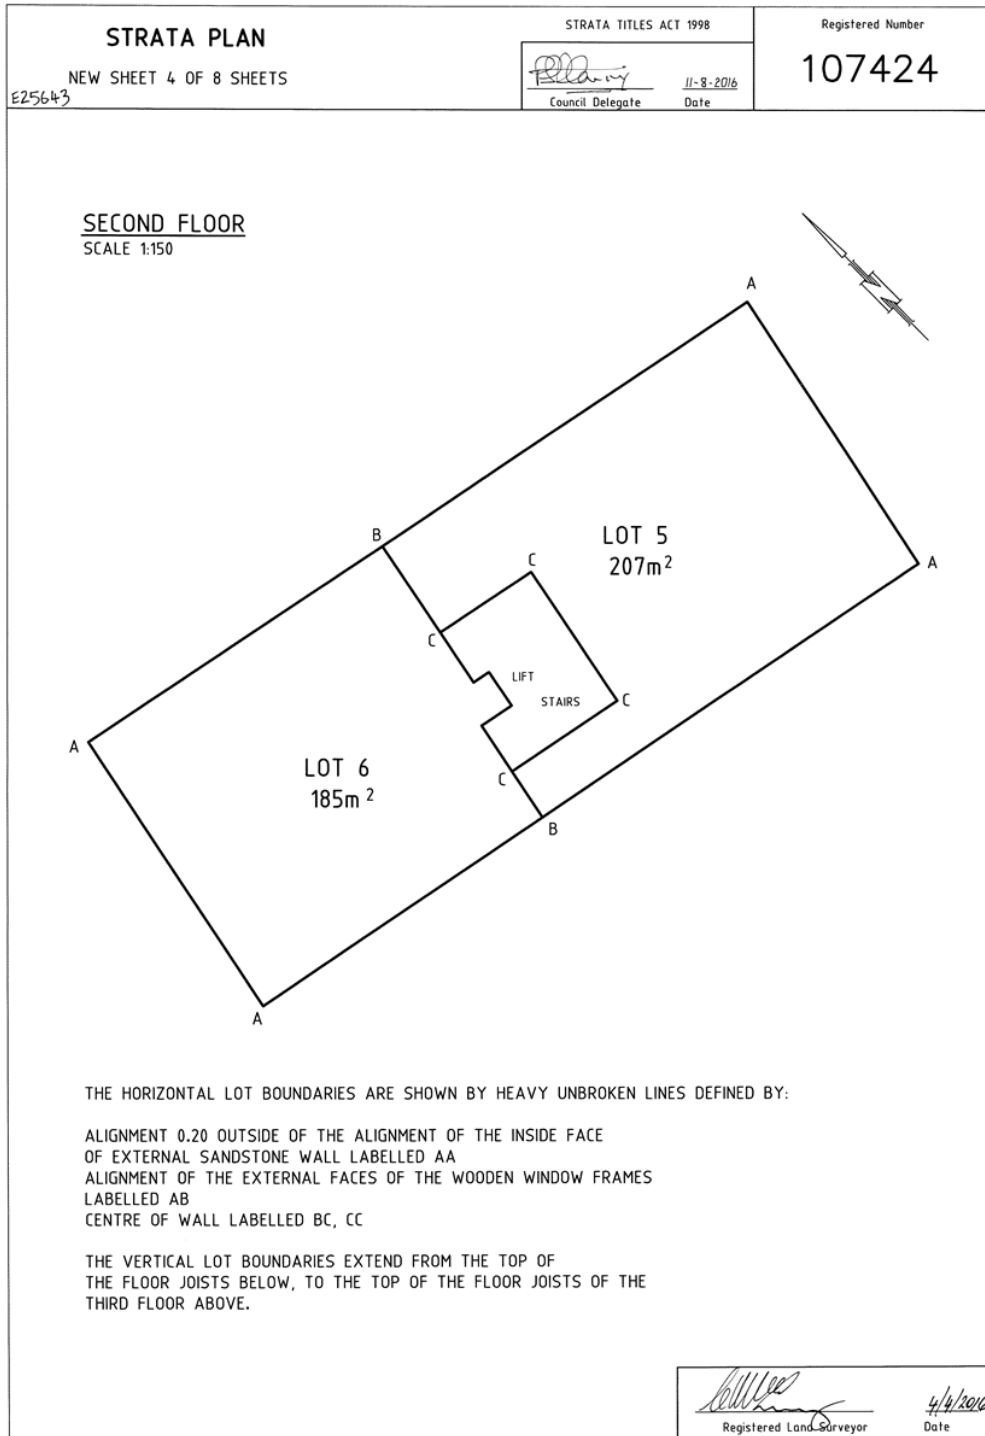 STRATA PLAN
NEW SHEET 4 OF 8 SHEETS
E25643
STRATA TITLES ACT 1998
11-8-2016
Council Delegate Date
Registered Number
107424
SECOND FLOOR
SCALE 1:150
A
B
LOT 5
207m²
C
A
C
LIFT
STAIRS
C
A
LOT 6
185m²
C
B
A
THE HORIZONTAL LOT BOUNDARIES ARE SHOWN BY HEAVY UNBROKEN LINES DEFINED BY:
ALIGNMENT 0.20 OUTSIDE OF THE ALIGNMENT OF THE INSIDE FACE
OF EXTERNAL SANDSTONE WALL LABELLED AA
ALIGNMENT OF THE EXTERNAL FACES OF THE WOODEN WINDOW FRAMES
LABELLED AB
CENTRE OF WALL LABELLED BC, CC
THE VERTICAL LOT BOUNDARIES EXTEND FROM THE TOP OF
THE FLOOR JOISTS BELOW, TO THE TOP OF THE FLOOR JOISTS OF THE
THIRD FLOOR ABOVE.
4/4/2016
Registered Land Surveyor Date